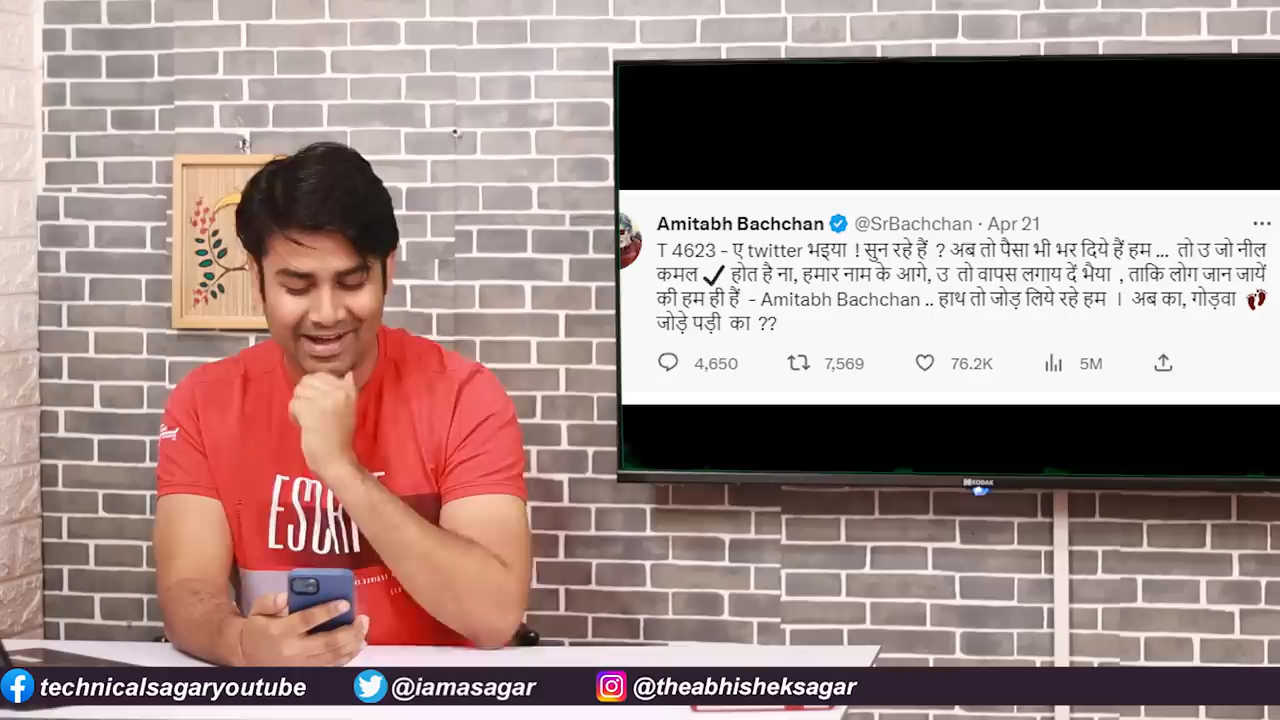 Amitabh Bachchan @SrBachchan · Apr 21
T 4623 - ए twitter भइया ! सुन रहे हैं ? अब तो पैसा भी भर दिये हैं हम ... तो उ जो नील
कमल ✔ होत है ना, हमार नाम के आगे, उ तो वापस लगाय दें भैया , ताकि लोग जान जायें
की हम ही हैं - Amitabh Bachchan .. हाथ तो जोड़ लिये रहे हम । अब का, गोड़वा 👣
जोड़े पड़ी का ??
4,650 7,569 76.2K 5M
KODAK
technicalsagaryoutube @iamasagar @theabhisheksagar